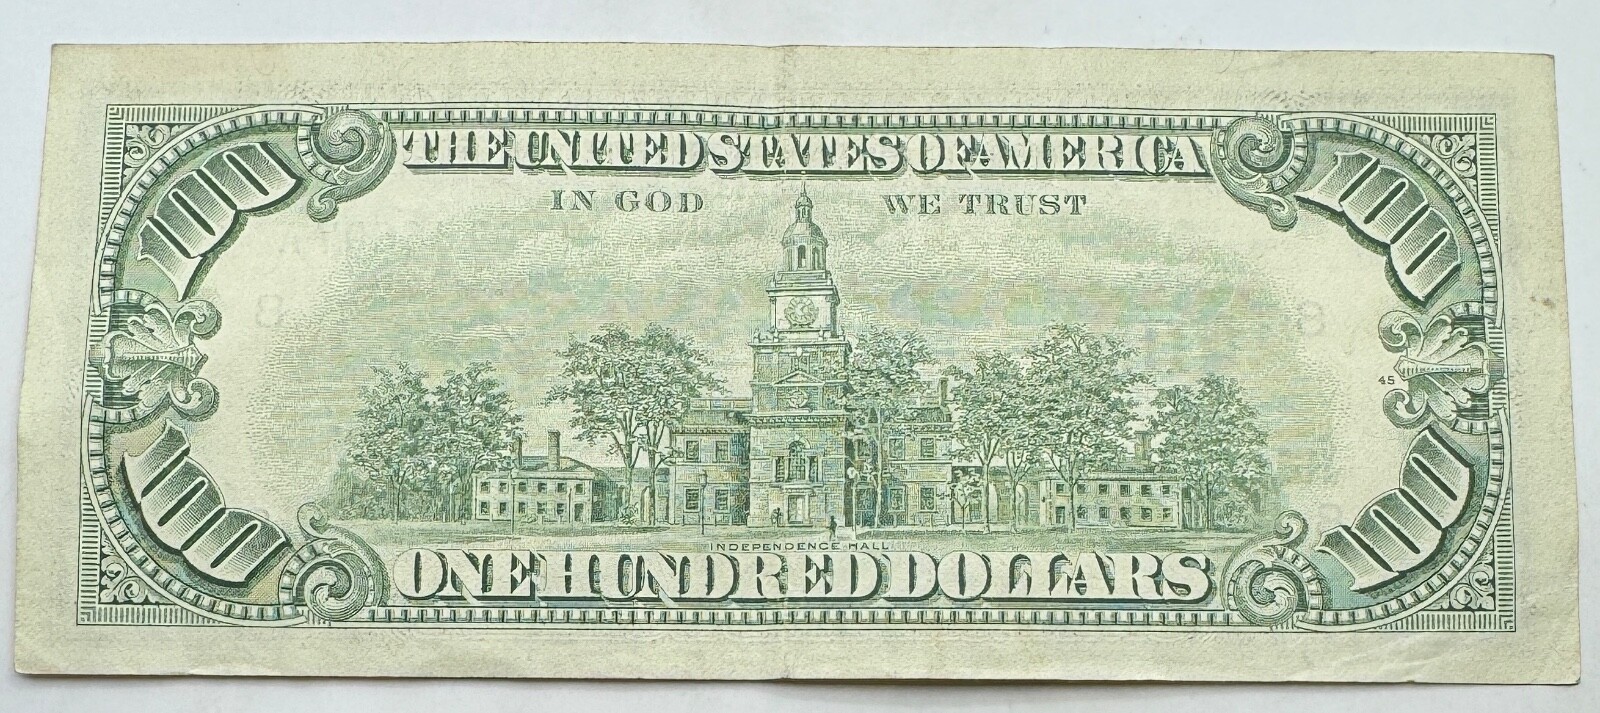 100 THE UNITED STATES OF AMERICA 100
IN GOD WE TRUST
45
INDEPENDENCE HALL
100 ONE HUNDRED DOLLARS 100